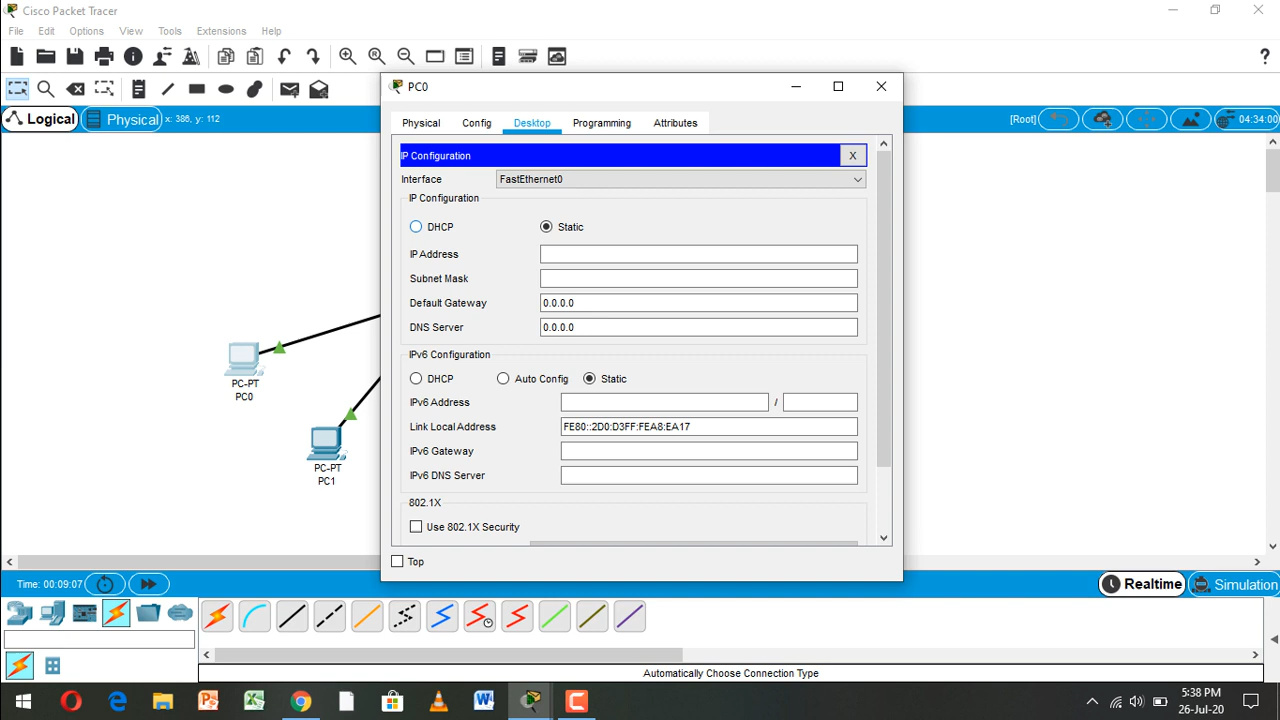 Cisco Packet Tracer
File Edit Options View Tools Extensions Help
Logical Physical x: 386, y: 112 [Root] 04:34:00
PC0
Physical Config Desktop Programming Attributes
IP Configuration X
Interface FastEthernet0
IP Configuration
DHCP Static
IP Address
Subnet Mask
Default Gateway 0.0.0.0
DNS Server 0.0.0.0
IPv6 Configuration
DHCP Auto Config Static
IPv6 Address /
Link Local Address FE80::2D0:D3FF:FEA8:EA17
IPv6 Gateway
IPv6 DNS Server
802.1X
Use 802.1X Security
Top
PC-PT
PC0
PC-PT
PC1
Time: 00:09:07 Realtime Simulation
Automatically Choose Connection Type
5:38 PM
26-Jul-20